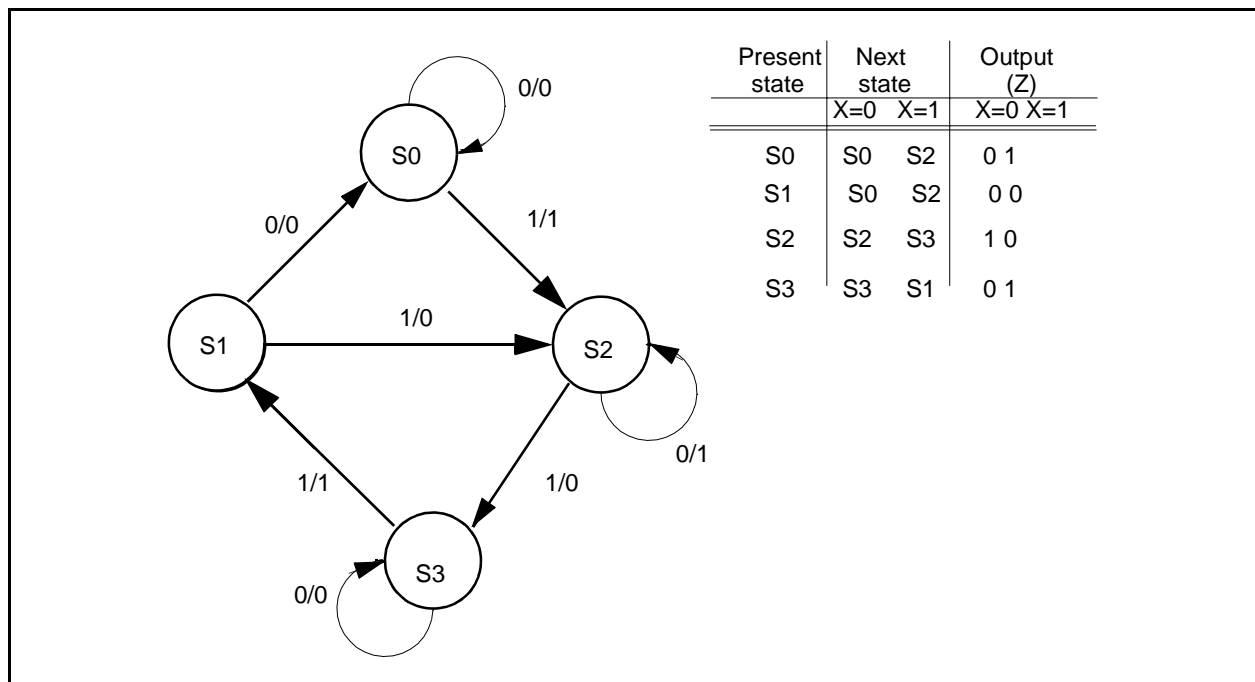 0/0
S0
0/0
1/1
S1
1/0
S2
0/1
1/1
1/0
S3
0/0
Present Next Output
state state (Z)
X=0 X=1 X=0 X=1
S0 S0 S2 0 1
S1 S0 S2 0 0
S2 S2 S3 1 0
S3 S3 S1 0 1